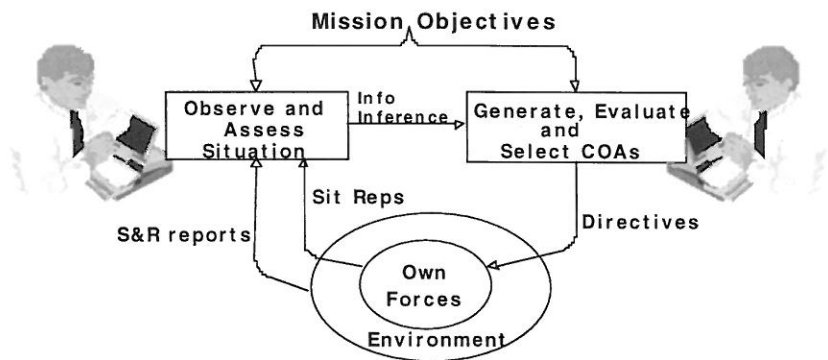 Mission Objectives
Observe and
Assess
Situation
Info
Inference
Generate, Evaluate
and
Select COAs
Sit Reps
S&R reports
Directives
Own
Forces
Environment